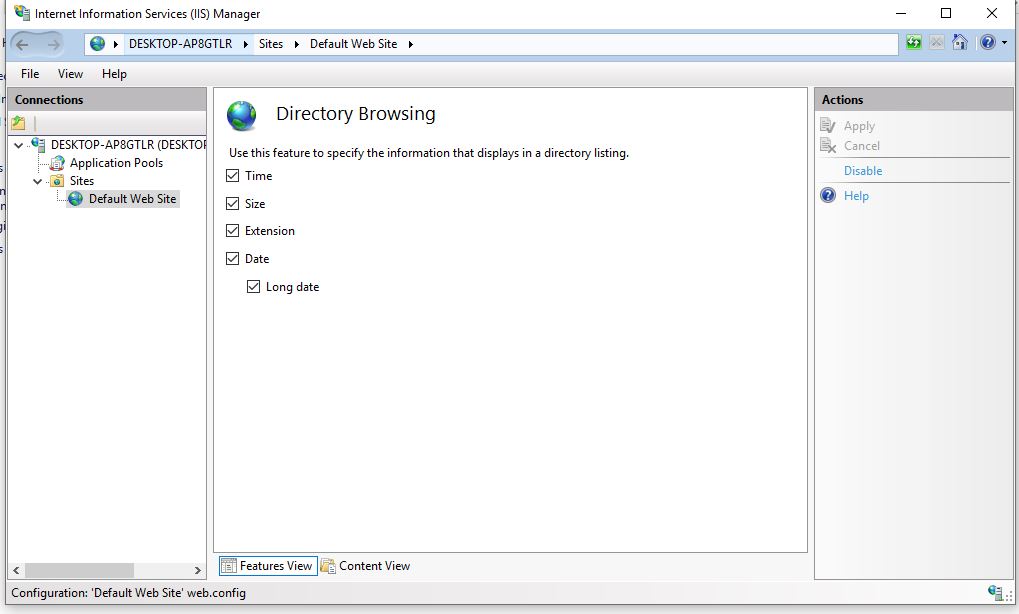 Internet Information Services (IIS) Manager
DESKTOP-AP8GTLR
Sites
Default Web Site
File
View
Help
Connections
DESKTOP-AP8GTLR (DESKTOP
Application Pools
Sites
Default Web Site
Directory Browsing
Use this feature to specify the information that displays in a directory listing.
Time
Size
Extension
Date
Long date
Features View
Content View
Actions
Apply
Cancel
Disable
Help
Configuration: 'Default Web Site' web.config